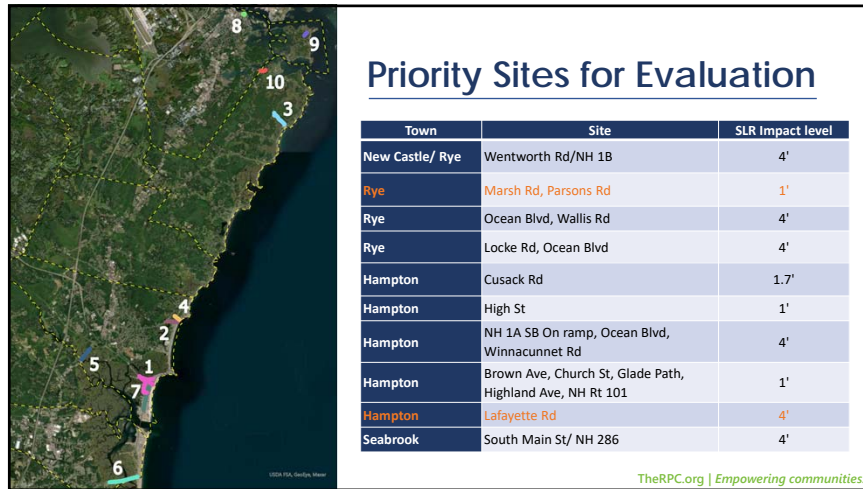 8
9
10
3
4
2
5
1
7
6
USDA FSA, GeoEye, Maxar
Priority Sites for Evaluation
Town Site SLR Impact level
New Castle/ Rye Wentworth Rd/NH 1B 4'
Rye Marsh Rd, Parsons Rd 1'
Rye Ocean Blvd, Wallis Rd 4'
Rye Locke Rd, Ocean Blvd 4'
Hampton Cusack Rd 1.7'
Hampton High St 1'
Hampton NH 1A SB On ramp, Ocean Blvd, 4'
Winnacunnet Rd
Hampton Brown Ave, Church St, Glade Path, 1'
Highland Ave, NH Rt 101
Hampton Lafayette Rd 4'
Seabrook South Main St/ NH 286 4'
TheRPC.org | Empowering communities